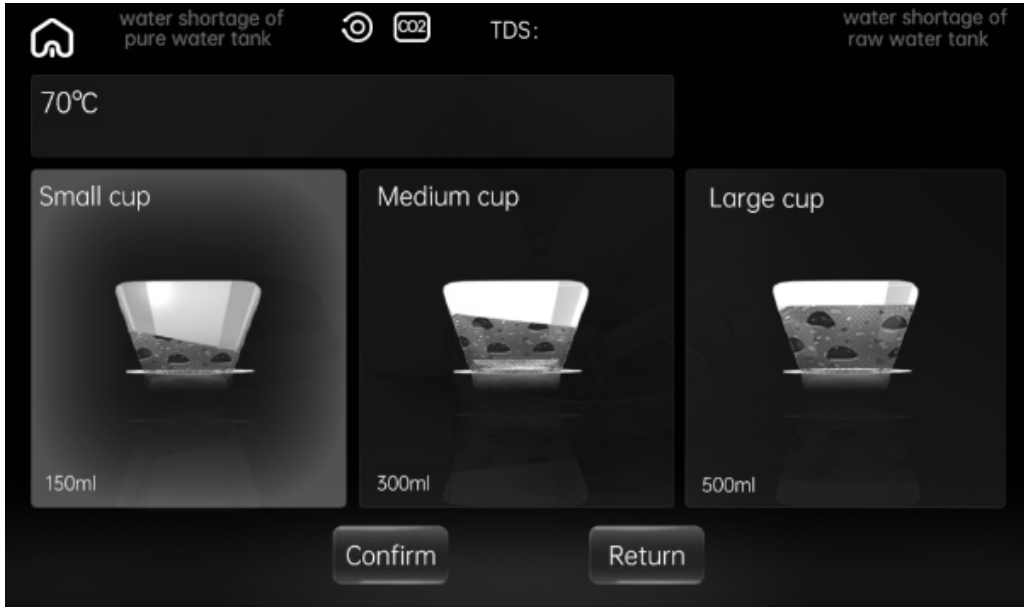 water shortage of
pure water tank
CO2
TDS:
water shortage of
raw water tank
70°C
Small cup
Medium cup
Large cup
150ml
300ml
500ml
Confirm
Return